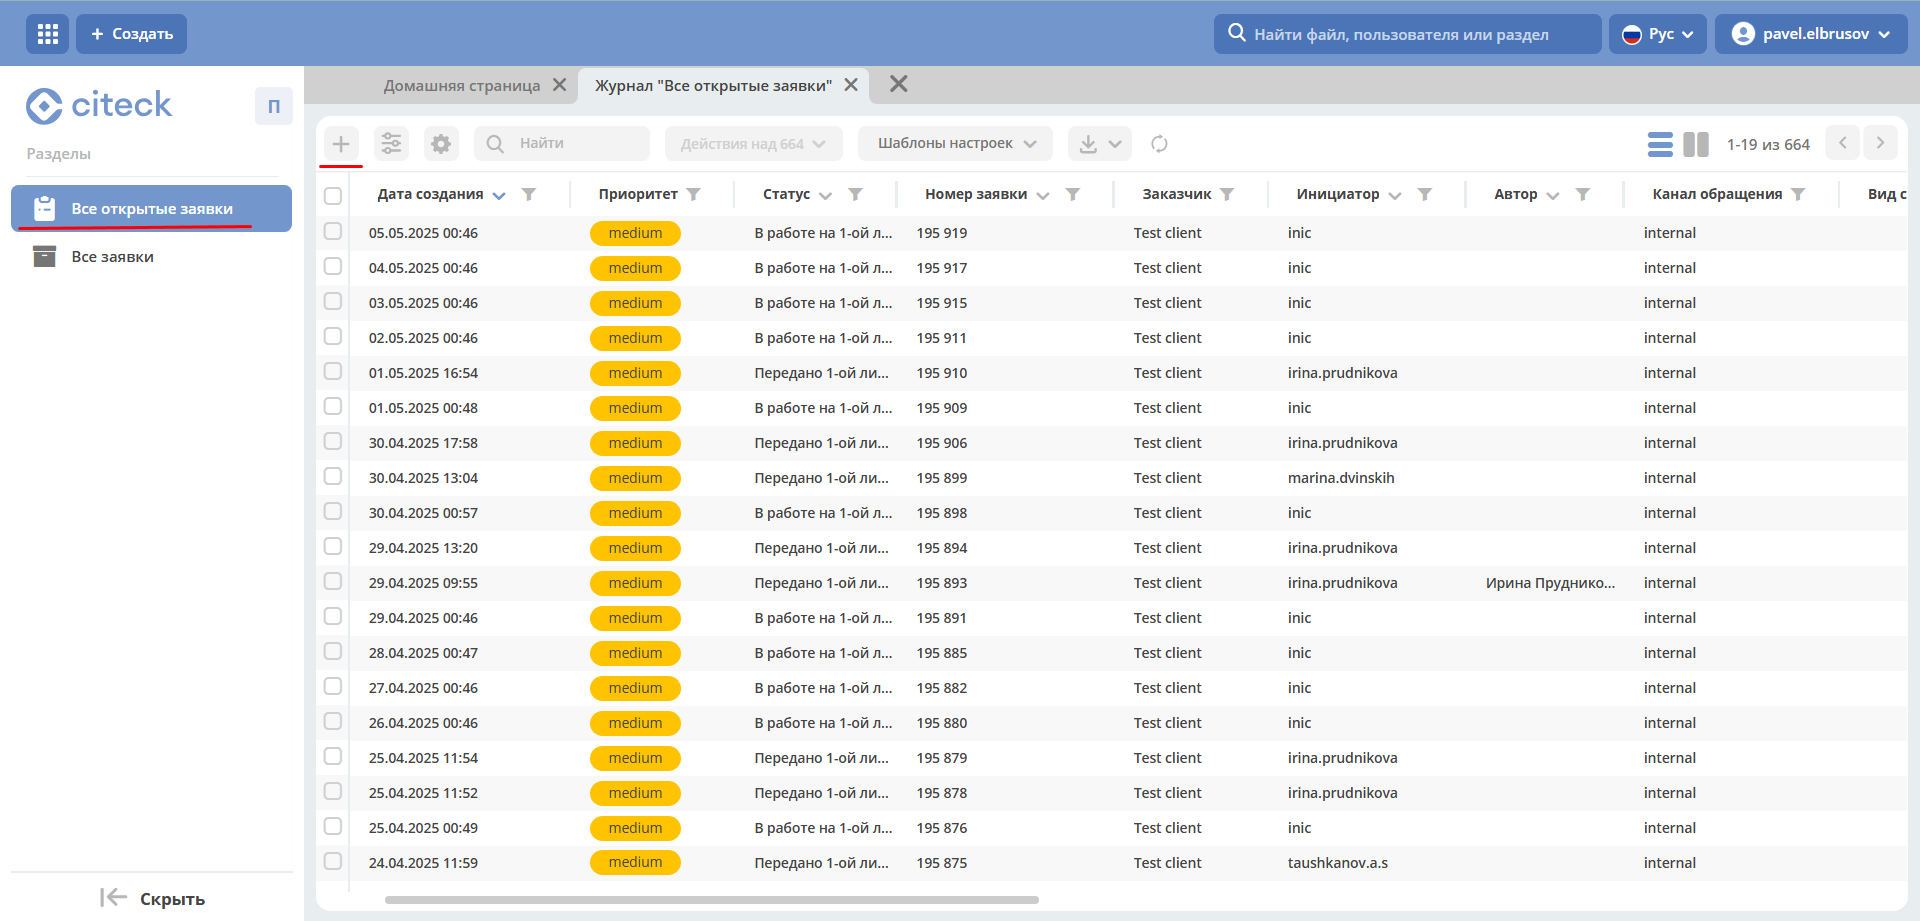 Создать
Найти файл, пользователя или раздел
Рус
pavel.elbrusov
citeck
П
Разделы
Все открытые заявки
Все заявки
Скрыть
Домашняя страница
Журнал "Все открытые заявки"
Найти
Действия над 664
Шаблоны настроек
1-19 из 664
Дата создания Приоритет Статус Номер заявки Заказчик Инициатор Автор Канал обращения Вид с
05.05.2025 00:46 medium В работе на 1-ой л... 195 919 Test client inic internal
04.05.2025 00:46 medium В работе на 1-ой л... 195 917 Test client inic internal
03.05.2025 00:46 medium В работе на 1-ой л... 195 915 Test client inic internal
02.05.2025 00:46 medium В работе на 1-ой л... 195 911 Test client inic internal
01.05.2025 16:54 medium Передано 1-ой ли... 195 910 Test client irina.prudnikova internal
01.05.2025 00:48 medium В работе на 1-ой л... 195 909 Test client inic internal
30.04.2025 17:58 medium Передано 1-ой ли... 195 906 Test client irina.prudnikova internal
30.04.2025 13:04 medium Передано 1-ой ли... 195 899 Test client marina.dvinskih internal
30.04.2025 00:57 medium В работе на 1-ой л... 195 898 Test client inic internal
29.04.2025 13:20 medium Передано 1-ой ли... 195 894 Test client irina.prudnikova internal
29.04.2025 09:55 medium Передано 1-ой ли... 195 893 Test client irina.prudnikova Ирина Пруднико... internal
29.04.2025 00:46 medium В работе на 1-ой л... 195 891 Test client inic internal
28.04.2025 00:47 medium В работе на 1-ой л... 195 885 Test client inic internal
27.04.2025 00:46 medium В работе на 1-ой л... 195 882 Test client inic internal
26.04.2025 00:46 medium В работе на 1-ой л... 195 880 Test client inic internal
25.04.2025 11:54 medium Передано 1-ой ли... 195 879 Test client irina.prudnikova internal
25.04.2025 11:52 medium Передано 1-ой ли... 195 878 Test client irina.prudnikova internal
25.04.2025 00:49 medium В работе на 1-ой л... 195 876 Test client inic internal
24.04.2025 11:59 medium Передано 1-ой ли... 195 875 Test client taushkanov.a.s internal